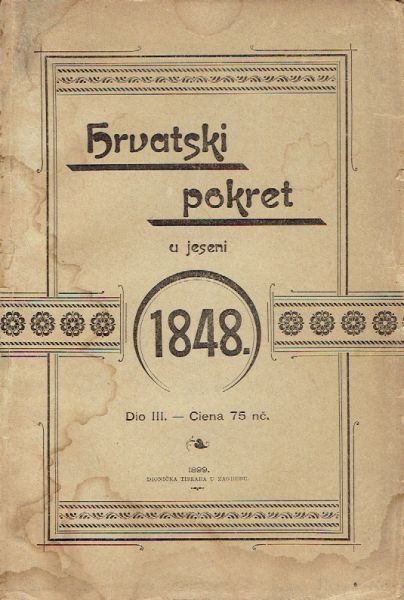 Hrvatski
pokret
u jeseni
1848.
Dio III. — Ciena 75 nč.
1899.
DIONIČKA TISKARA U ZAGREBU.